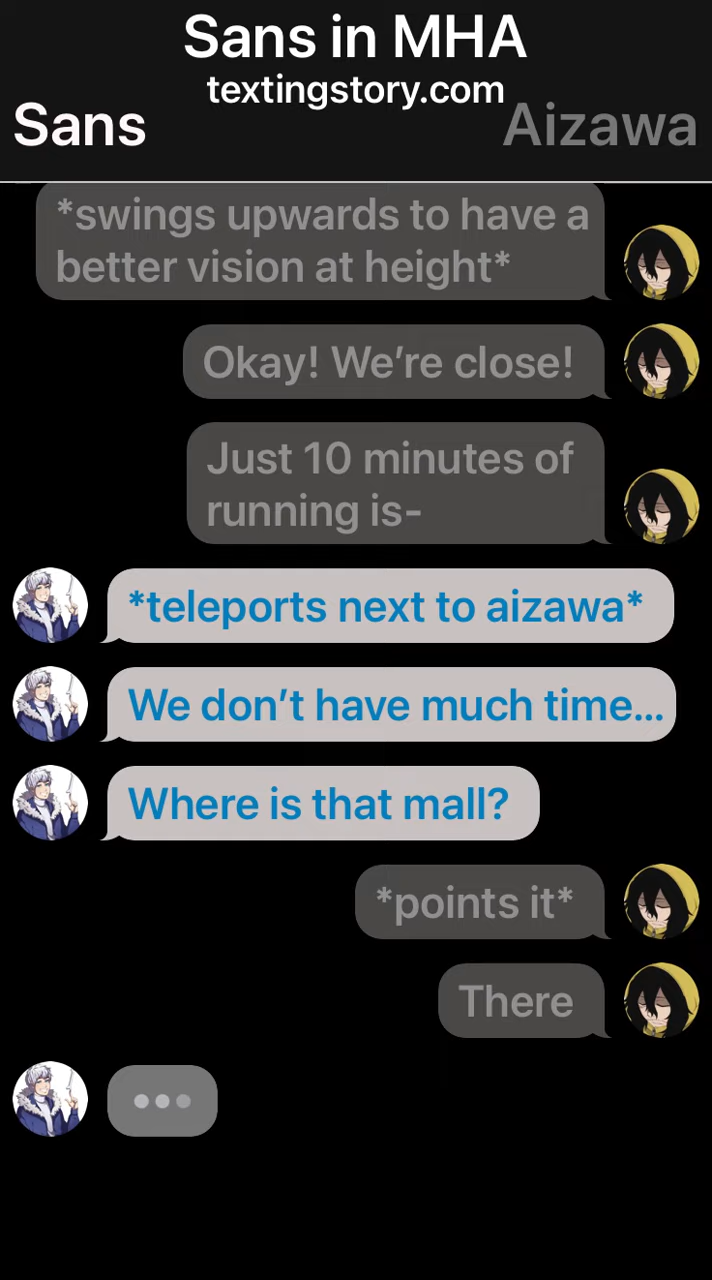 Sans in MHA
textingstory.com
Sans
Aizawa
*swings upwards to have a
better vision at height*
Okay! We’re close!
Just 10 minutes of
running is-
*teleports next to aizawa*
We don’t have much time...
Where is that mall?
*points it*
There